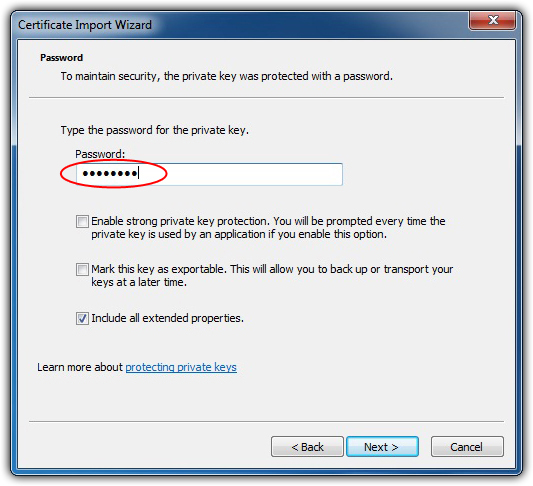 Certificate Import Wizard
Password
To maintain security, the private key was protected with a password.
Type the password for the private key.
Password:
••••••••
Enable strong private key protection. You will be prompted every time the
private key is used by an application if you enable this option.
Mark this key as exportable. This will allow you to back up or transport your
keys at a later time.
Include all extended properties.
Learn more about protecting private keys
< Back Next > Cancel